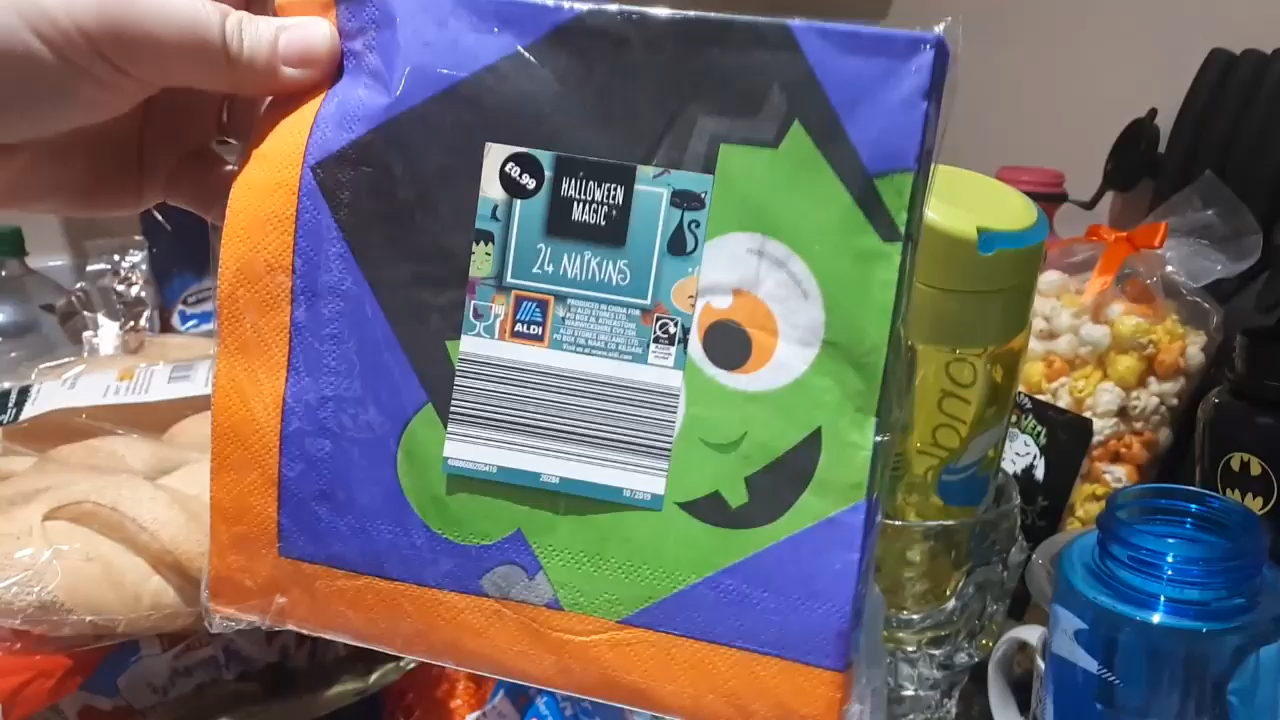 £0.99
HALLOWEEN
MAGIC
24 NAPKINS
ALDI
PRODUCED IN CHINA FOR:
ALDI STORES LTD.
PO BOX 26, ATHERSTONE,
WARWICKSHIRE CV9 2SH.
ALDI STORES (IRELAND) LTD.
PO BOX 726, NAAS, CO. KILDARE.
Visit us at www.aldi.com
4088600205410
20284
10/2019